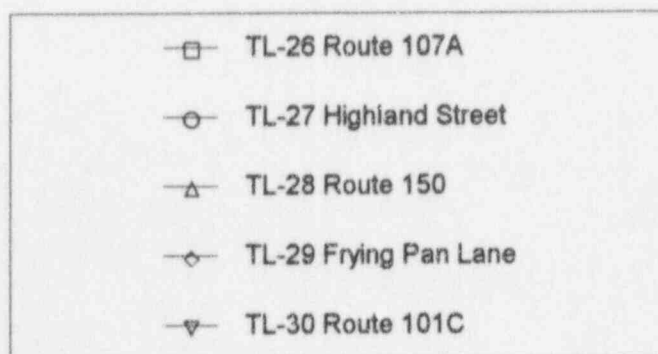 TL-26 Route 107A
TL-27 Highland Street
TL-28 Route 150
TL-29 Frying Pan Lane
TL-30 Route 101C